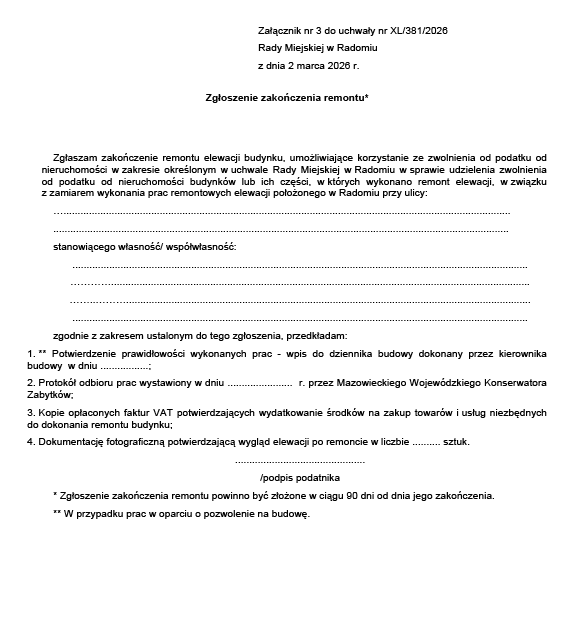 Załącznik nr 3 do uchwały nr XL/381/2026
Rady Miejskiej w Radomiu
z dnia 2 marca 2026 r.
Zgłoszenie zakończenia remontu*
Zgłaszam zakończenie remontu elewacji budynku, umożliwiające korzystanie ze zwolnienia od podatku od
nieruchomości w zakresie określonym w uchwale Rady Miejskiej w Radomiu w sprawie udzielenia zwolnienia
od podatku od nieruchomości budynków lub ich części, w których wykonano remont elewacji, w związku
z zamiarem wykonania prac remontowych elewacji położonego w Radomiu przy ulicy:
..............................................................................................................................................................
..............................................................................................................................................................
stanowiącego własność/ współwłasność:
..............................................................................................................................................................
..............................................................................................................................................................
..............................................................................................................................................................
..............................................................................................................................................................
zgodnie z zakresem ustalonym do tego zgłoszenia, przedkładam:
1. ** Potwierdzenie prawidłowości wykonanych prac - wpis do dziennika budowy dokonany przez kierownika
budowy w dniu .................;
2. Protokół odbioru prac wystawiony w dniu ....................... r. przez Mazowieckiego Wojewódzkiego Konserwatora
Zabytków;
3. Kopie opłaconych faktur VAT potwierdzających wydatkowanie środków na zakup towarów i usług niezbędnych
do dokonania remontu budynku;
4. Dokumentację fotograficzną potwierdzającą wygląd elewacji po remoncie w liczbie .......... sztuk.
..............................................
/podpis podatnika
* Zgłoszenie zakończenia remontu powinno być złożone w ciągu 90 dni od dnia jego zakończenia.
** W przypadku prac w oparciu o pozwolenie na budowę.